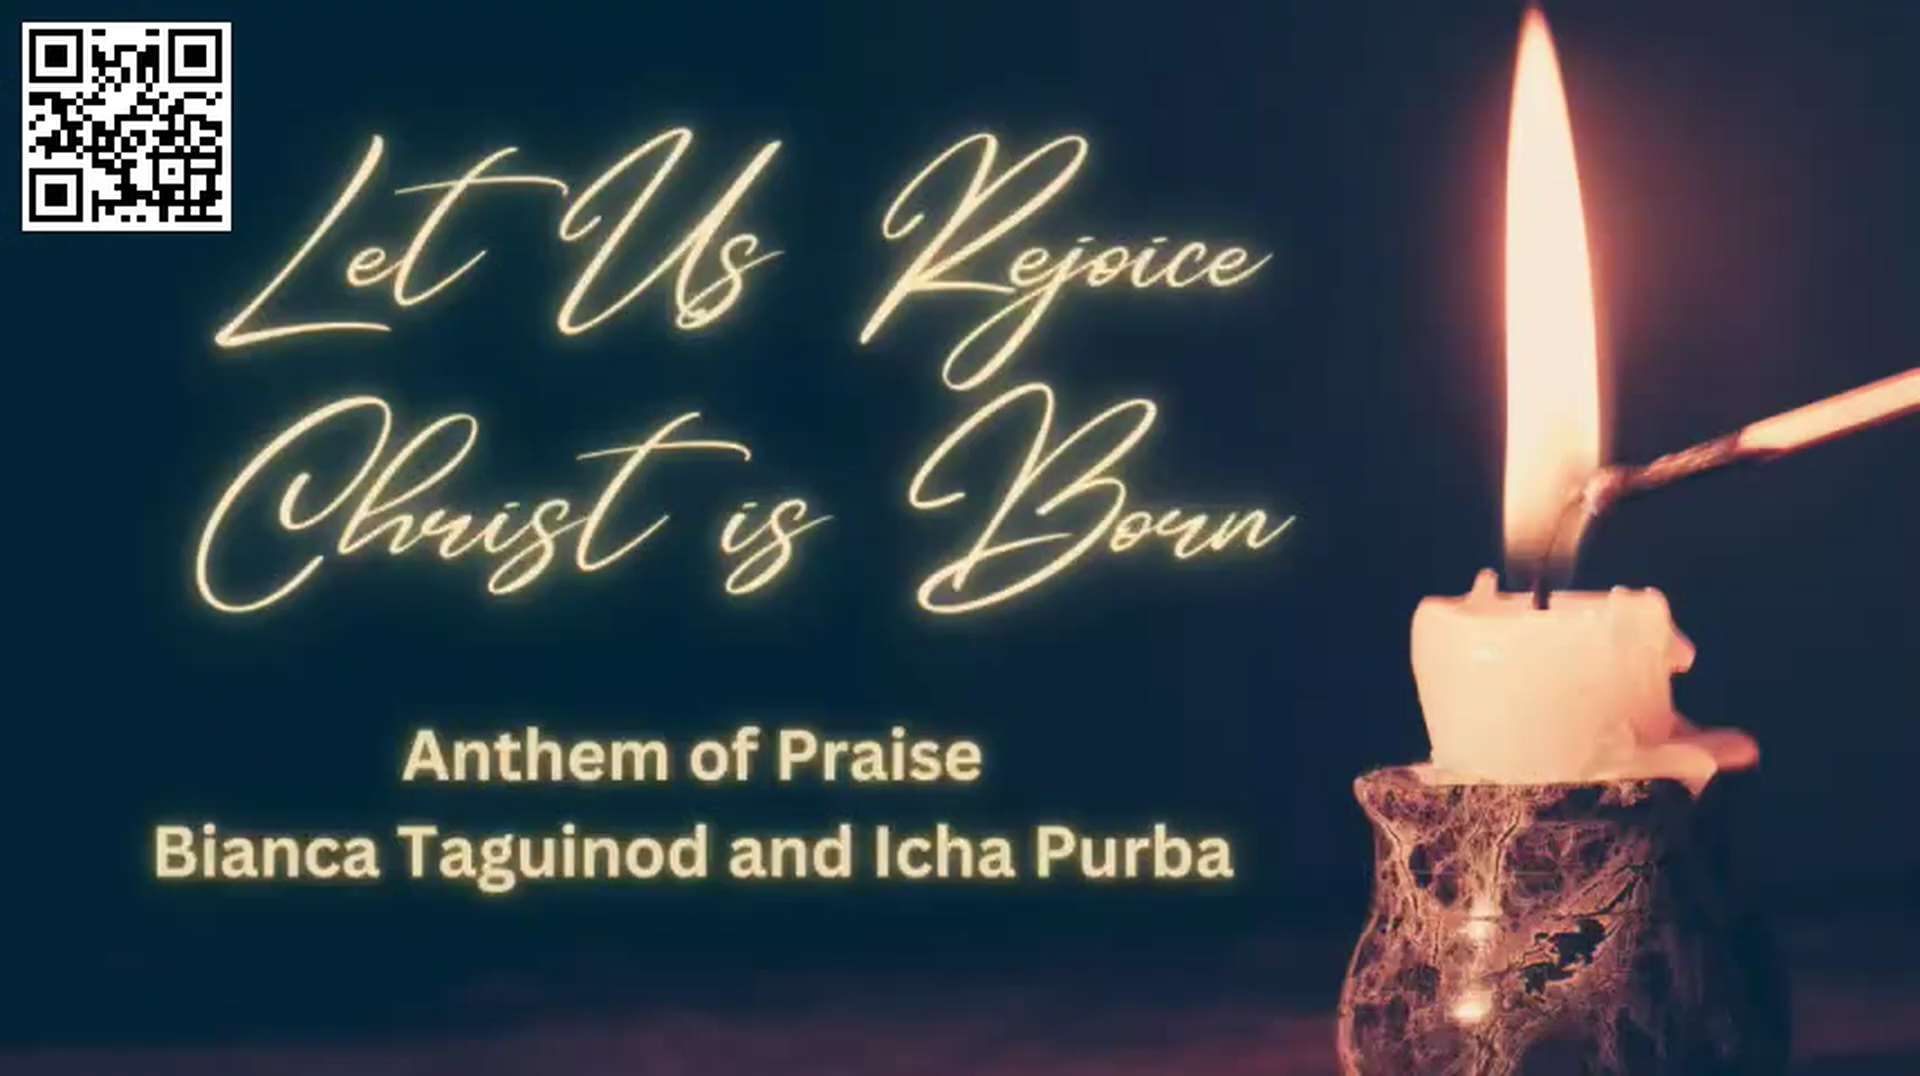 Let Us Rejoice
Christ is Born
Anthem of Praise
Bianca Taguinod and Icha Purba